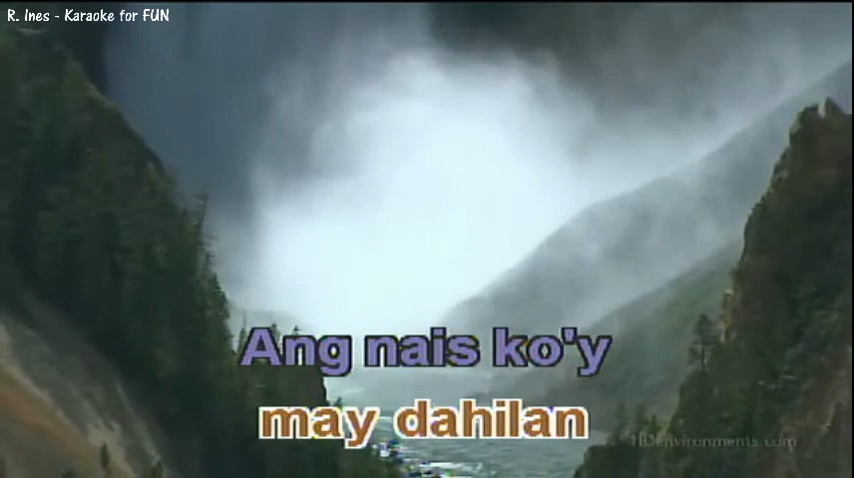 R. Ines - Karaoke for FUN
Ang nais ko'y
may dahilan
HDenvironments.com